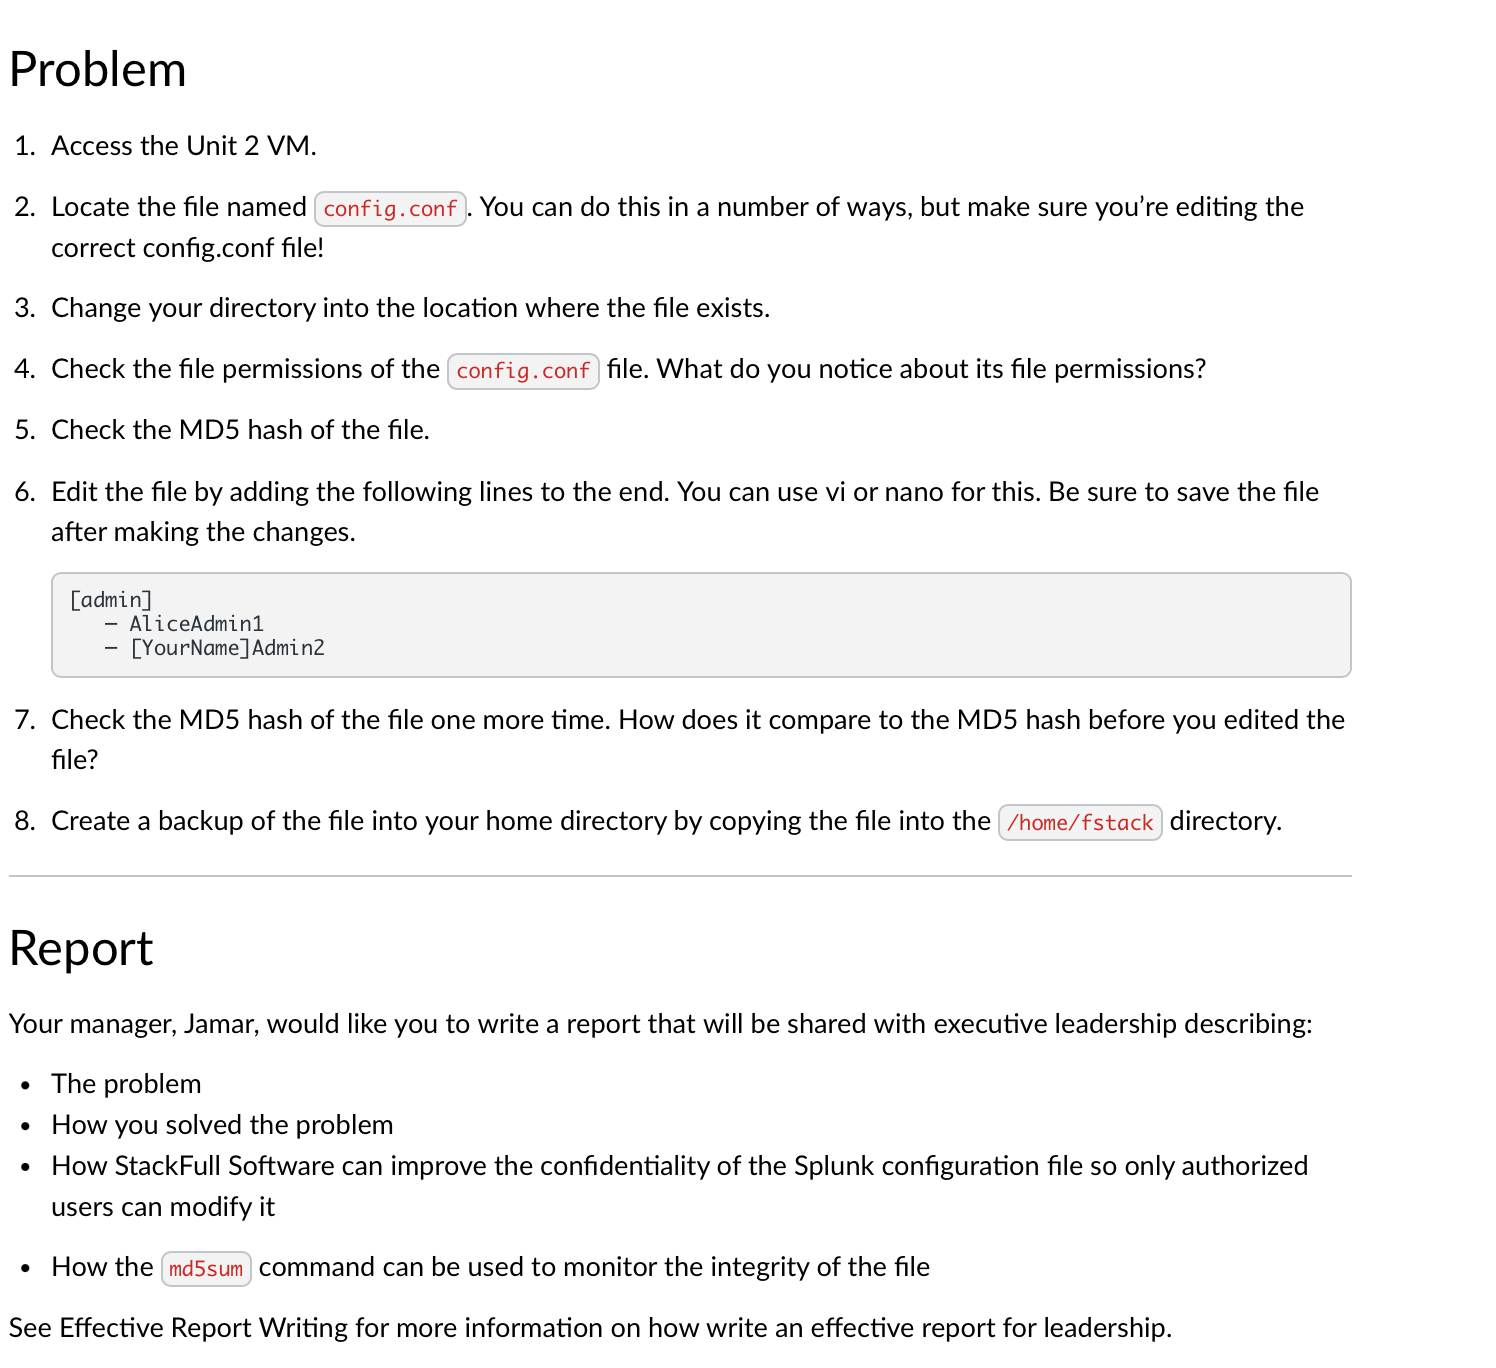 Problem
1. Access the Unit 2 VM.
2. Locate the file named config.conf. You can do this in a number of ways, but make sure you’re editing the
correct config.conf file!
3. Change your directory into the location where the file exists.
4. Check the file permissions of the config.conf file. What do you notice about its file permissions?
5. Check the MD5 hash of the file.
6. Edit the file by adding the following lines to the end. You can use vi or nano for this. Be sure to save the file
after making the changes.
[admin]
– AliceAdmin1
– [YourName]Admin2
7. Check the MD5 hash of the file one more time. How does it compare to the MD5 hash before you edited the
file?
8. Create a backup of the file into your home directory by copying the file into the /home/fstack directory.
Report
Your manager, Jamar, would like you to write a report that will be shared with executive leadership describing:
• The problem
• How you solved the problem
• How StackFull Software can improve the confidentiality of the Splunk configuration file so only authorized
users can modify it
• How the md5sum command can be used to monitor the integrity of the file
See Effective Report Writing for more information on how write an effective report for leadership.